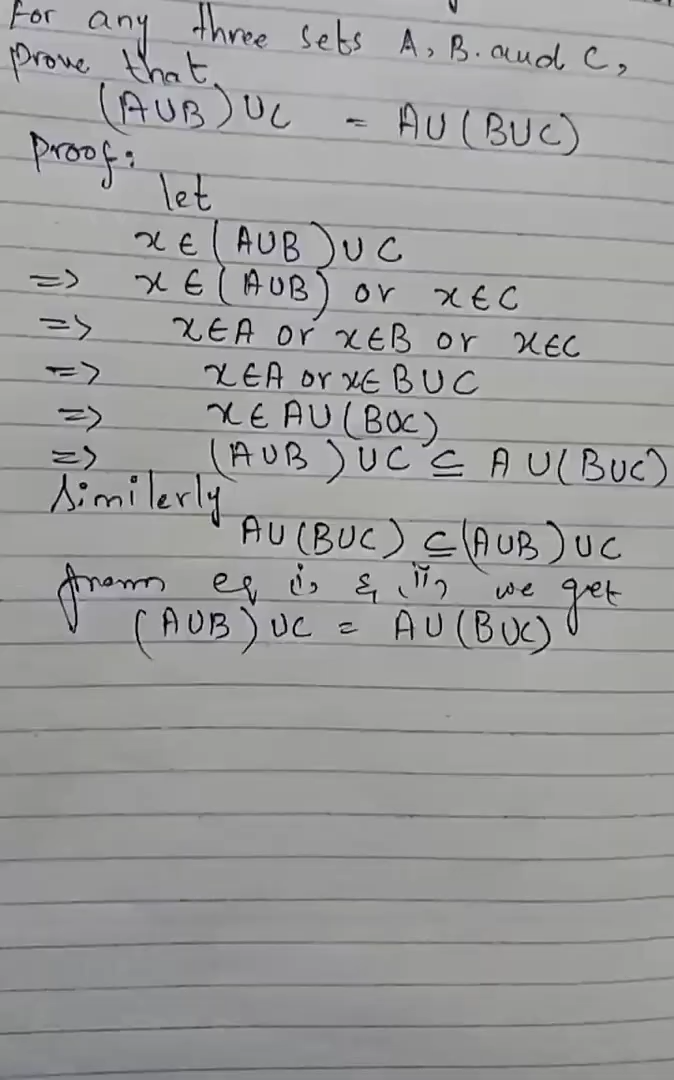 For any three sets A, B. and C,
prove that
(AUB) UC = AU (BUC)
proof:
let
x ∈ (AUB) U C
=> x ∈ (AUB) or x∈C
=> x∈A or x∈B or x∈C
=> x∈A or x∈ BUC
=> x∈ AU (BUC)
=> (AUB) UC ⊆ A U(BUC)
Similerly
AU (BUC) ⊆ (AUB) UC
from eq i, & ii, we get
(AUB) UC = AU (BUC)